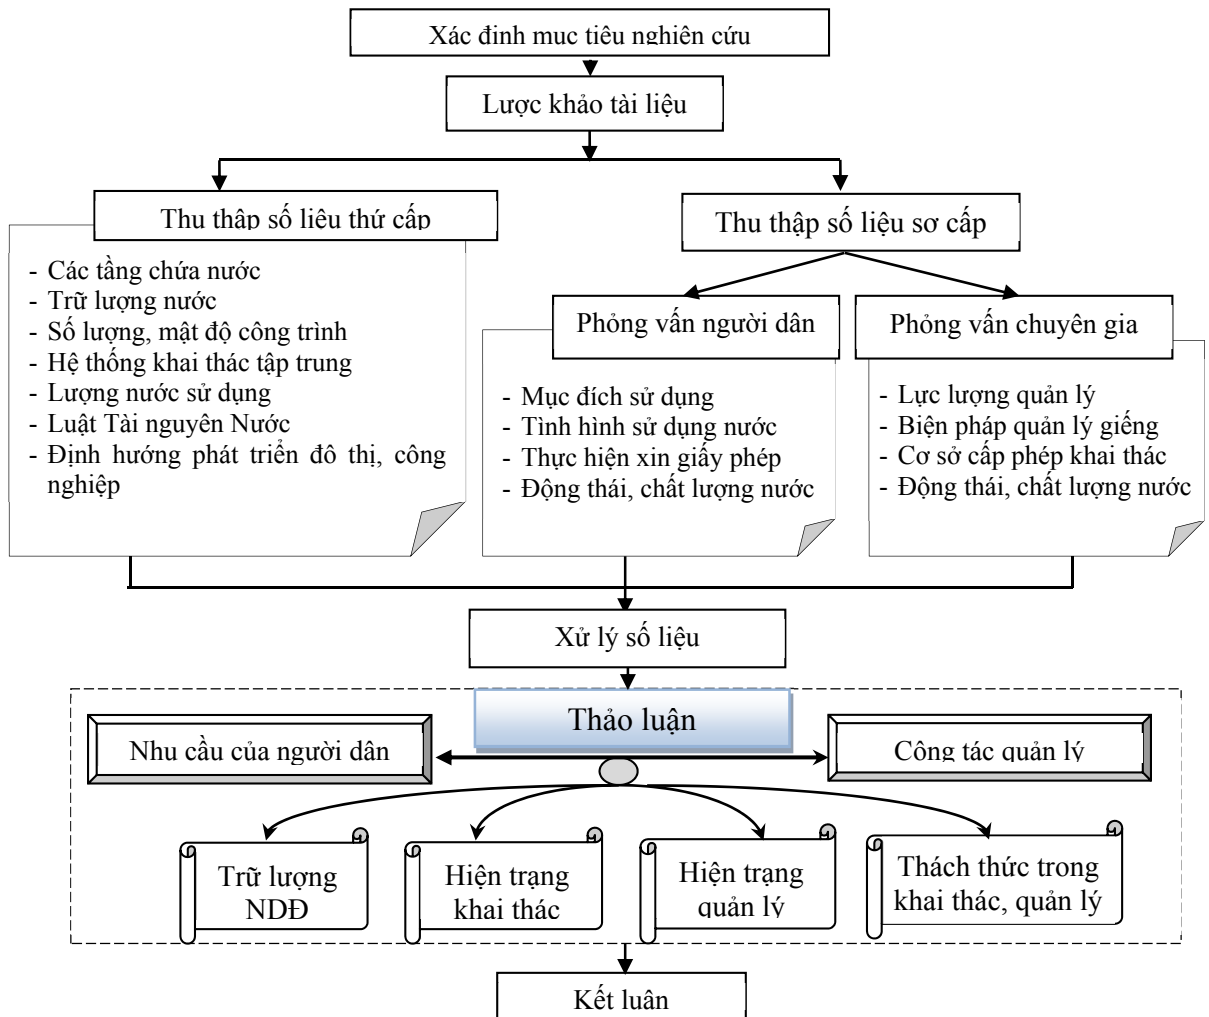 Xác định mục tiêu nghiên cứu
Lược khảo tài liệu
Thu thập số liệu thứ cấp
Thu thập số liệu sơ cấp
- Các tầng chứa nước
- Trữ lượng nước
- Số lượng, mật độ công trình
- Hệ thống khai thác tập trung
- Lượng nước sử dụng
- Luật Tài nguyên Nước
- Định hướng phát triển đô thị, công
nghiệp
Phỏng vấn người dân
- Mục đích sử dụng
- Tình hình sử dụng nước
- Thực hiện xin giấy phép
- Động thái, chất lượng nước
Phỏng vấn chuyên gia
- Lực lượng quản lý
- Biện pháp quản lý giếng
- Cơ sở cấp phép khai thác
- Động thái, chất lượng nước
Xử lý số liệu
Thảo luận
Nhu cầu của người dân
Công tác quản lý
Trữ lượng
NDĐ
Hiện trạng
khai thác
Hiện trạng
quản lý
Thách thức trong
khai thác, quản lý
Kết luận